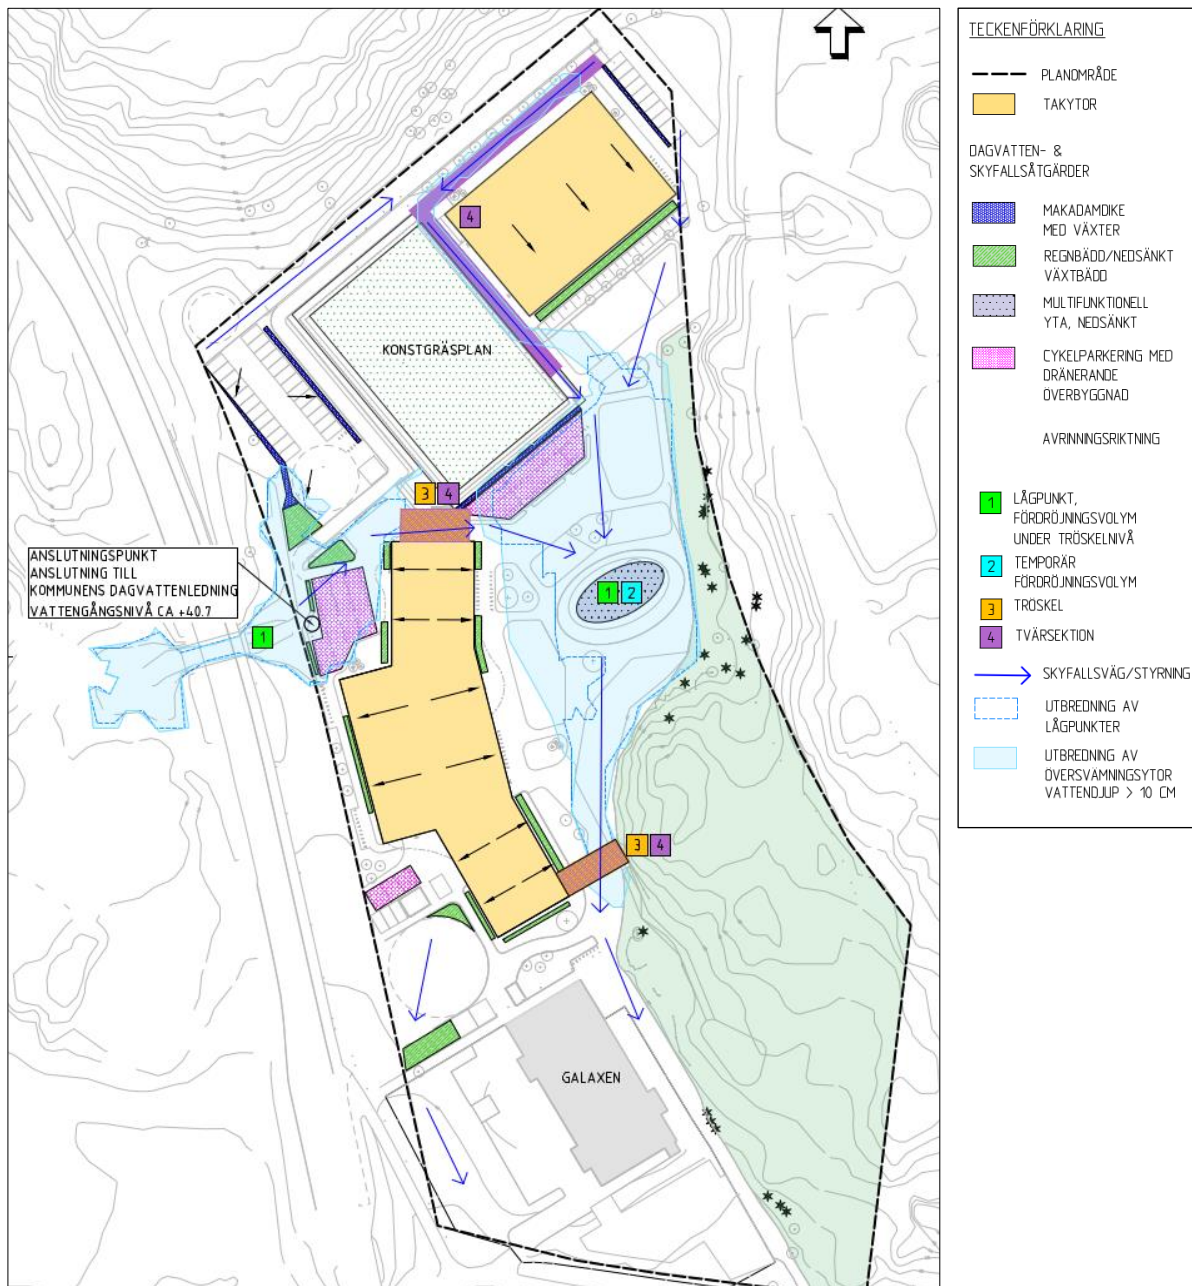 4
KONSTGRÄSPLAN
3 4
ANSLUTNINGSPUNKT
ANSLUTNING TILL
KOMMUNENS DAGVATTENLEDNING
VATTENGÅNGSNIVÅ CA +40.7
1
1 2
3 4
GALAXEN
TECKENFÖRKLARING
PLANOMRÅDE
TAKYTOR
DAGVATTEN- &
SKYFALLSÅTGÄRDER
MAKADAMDIKE
MED VÄXTER
REGNBÄDD/NEDSÄNKT
VÄXTBÄDD
MULTIFUNKTIONELL
YTA, NEDSÄNKT
CYKELPARKERING MED
DRÄNERANDE
ÖVERBYGGNAD
AVRINNINGSRIKTNING
1 LÅGPUNKT,
FÖRDRÖJNINGSVOLYM
UNDER TRÖSKELNIVÅ
2 TEMPORÄR
FÖRDRÖJNINGSVOLYM
3 TRÖSKEL
4 TVÄRSEKTION
SKYFALLSVÄG/STYRNING
UTBREDNING AV
LÅGPUNKTER
UTBREDNING AV
ÖVERSVÄMNINGSYTOR
VATTENDJUP > 10 CM